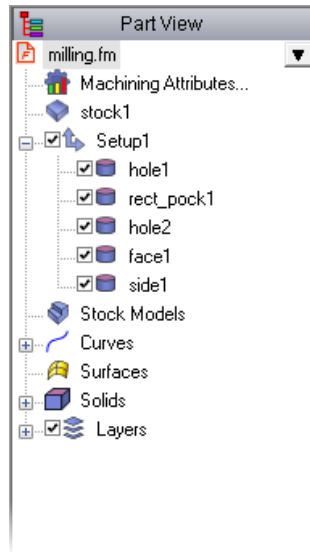 Part View
milling.fm
Machining Attributes...
stock1
Setup1
hole1
rect_pock1
hole2
face1
side1
Stock Models
Curves
Surfaces
Solids
Layers